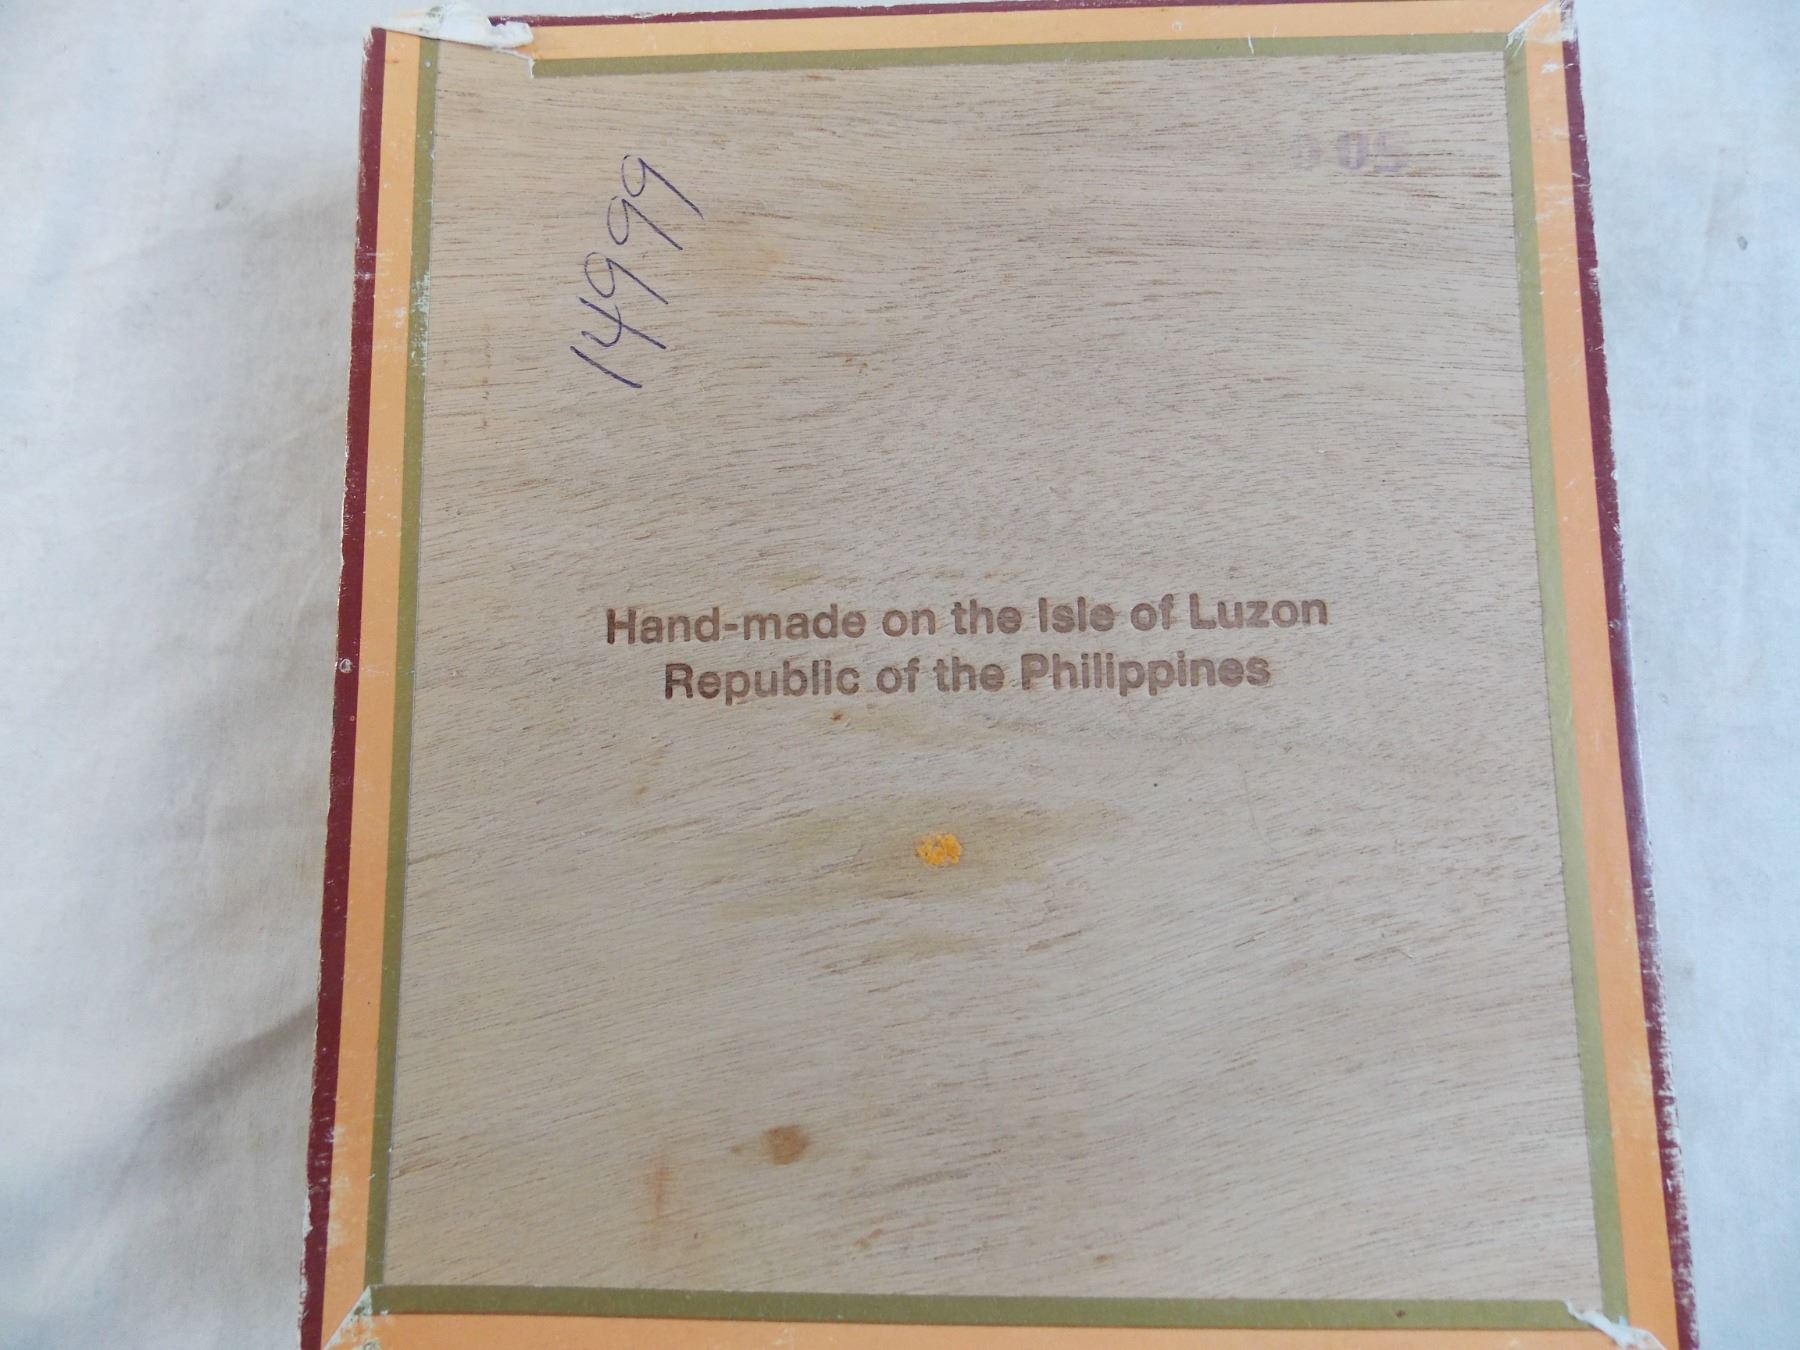 14999
Hand-made on the Isle of Luzon
Republic of the Philippines